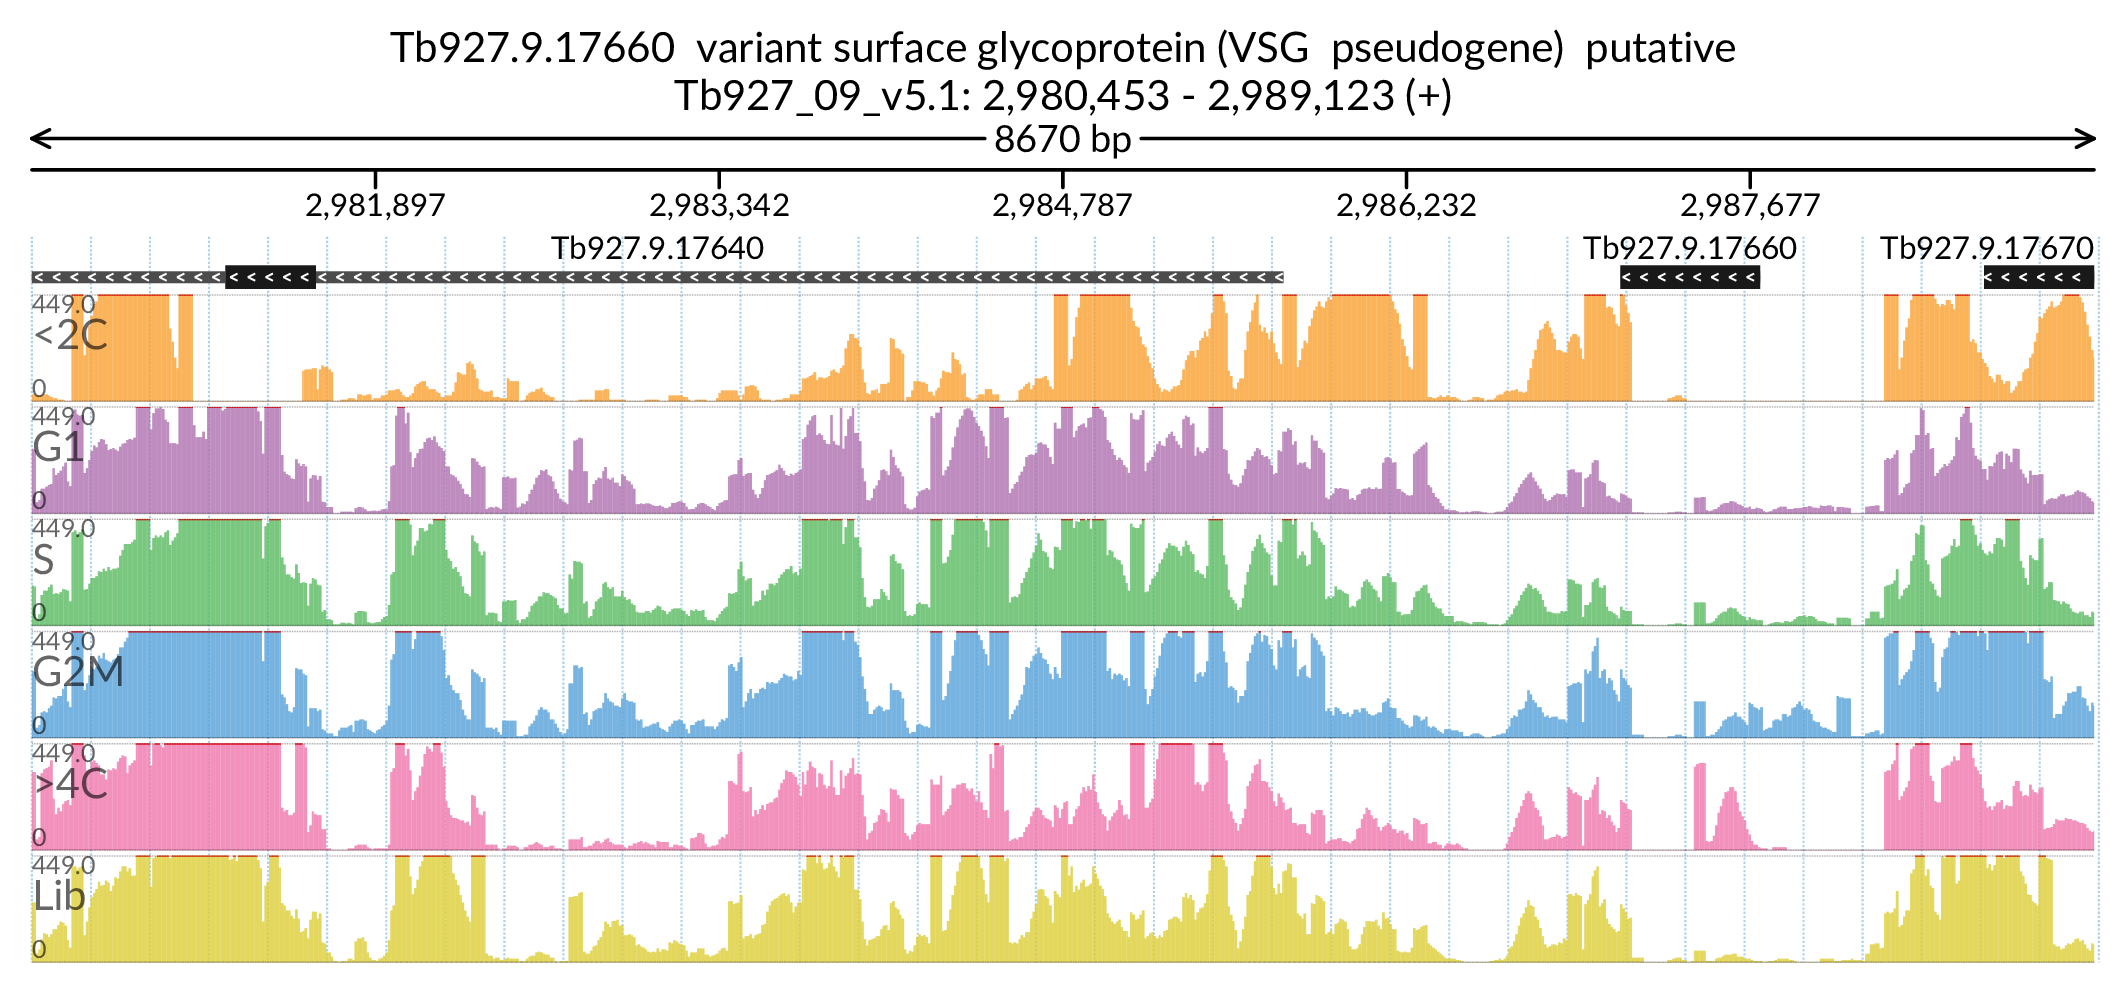 Tb927.9.17660  variant surface glycoprotein (VSG  pseudogene)  putative
Tb927_09_v5.1: 2,980,453 - 2,989,123 (+)
8670 bp
2,981,897 2,983,342 2,984,787 2,986,232 2,987,677
Tb927.9.17640 Tb927.9.17660 Tb927.9.17670
449.0
<2C
0
449.0
G1
0
449.0
S
0
449.0
G2M
0
449.0
>4C
0
449.0
Lib
0